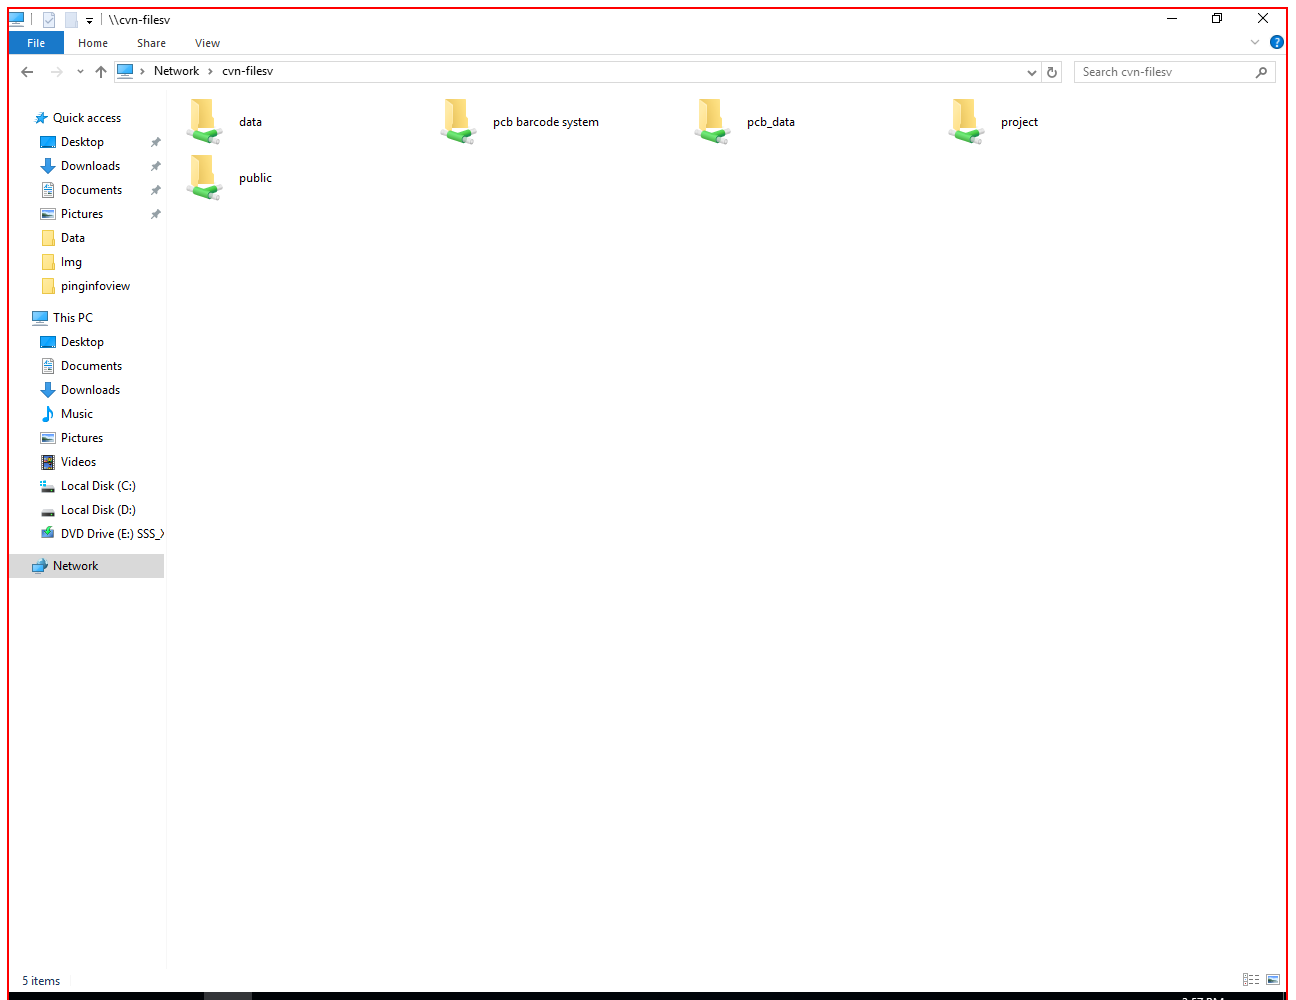 \\cvn-filesv
File Home Share View
Network cvn-filesv Search cvn-filesv
Quick access
Desktop
Downloads
Documents
Pictures
Data
Img
pinginfoview
This PC
Desktop
Documents
Downloads
Music
Pictures
Videos
Local Disk (C:)
Local Disk (D:)
DVD Drive (E:) SSS_X
Network
data pcb barcode system pcb_data project
public
5 items